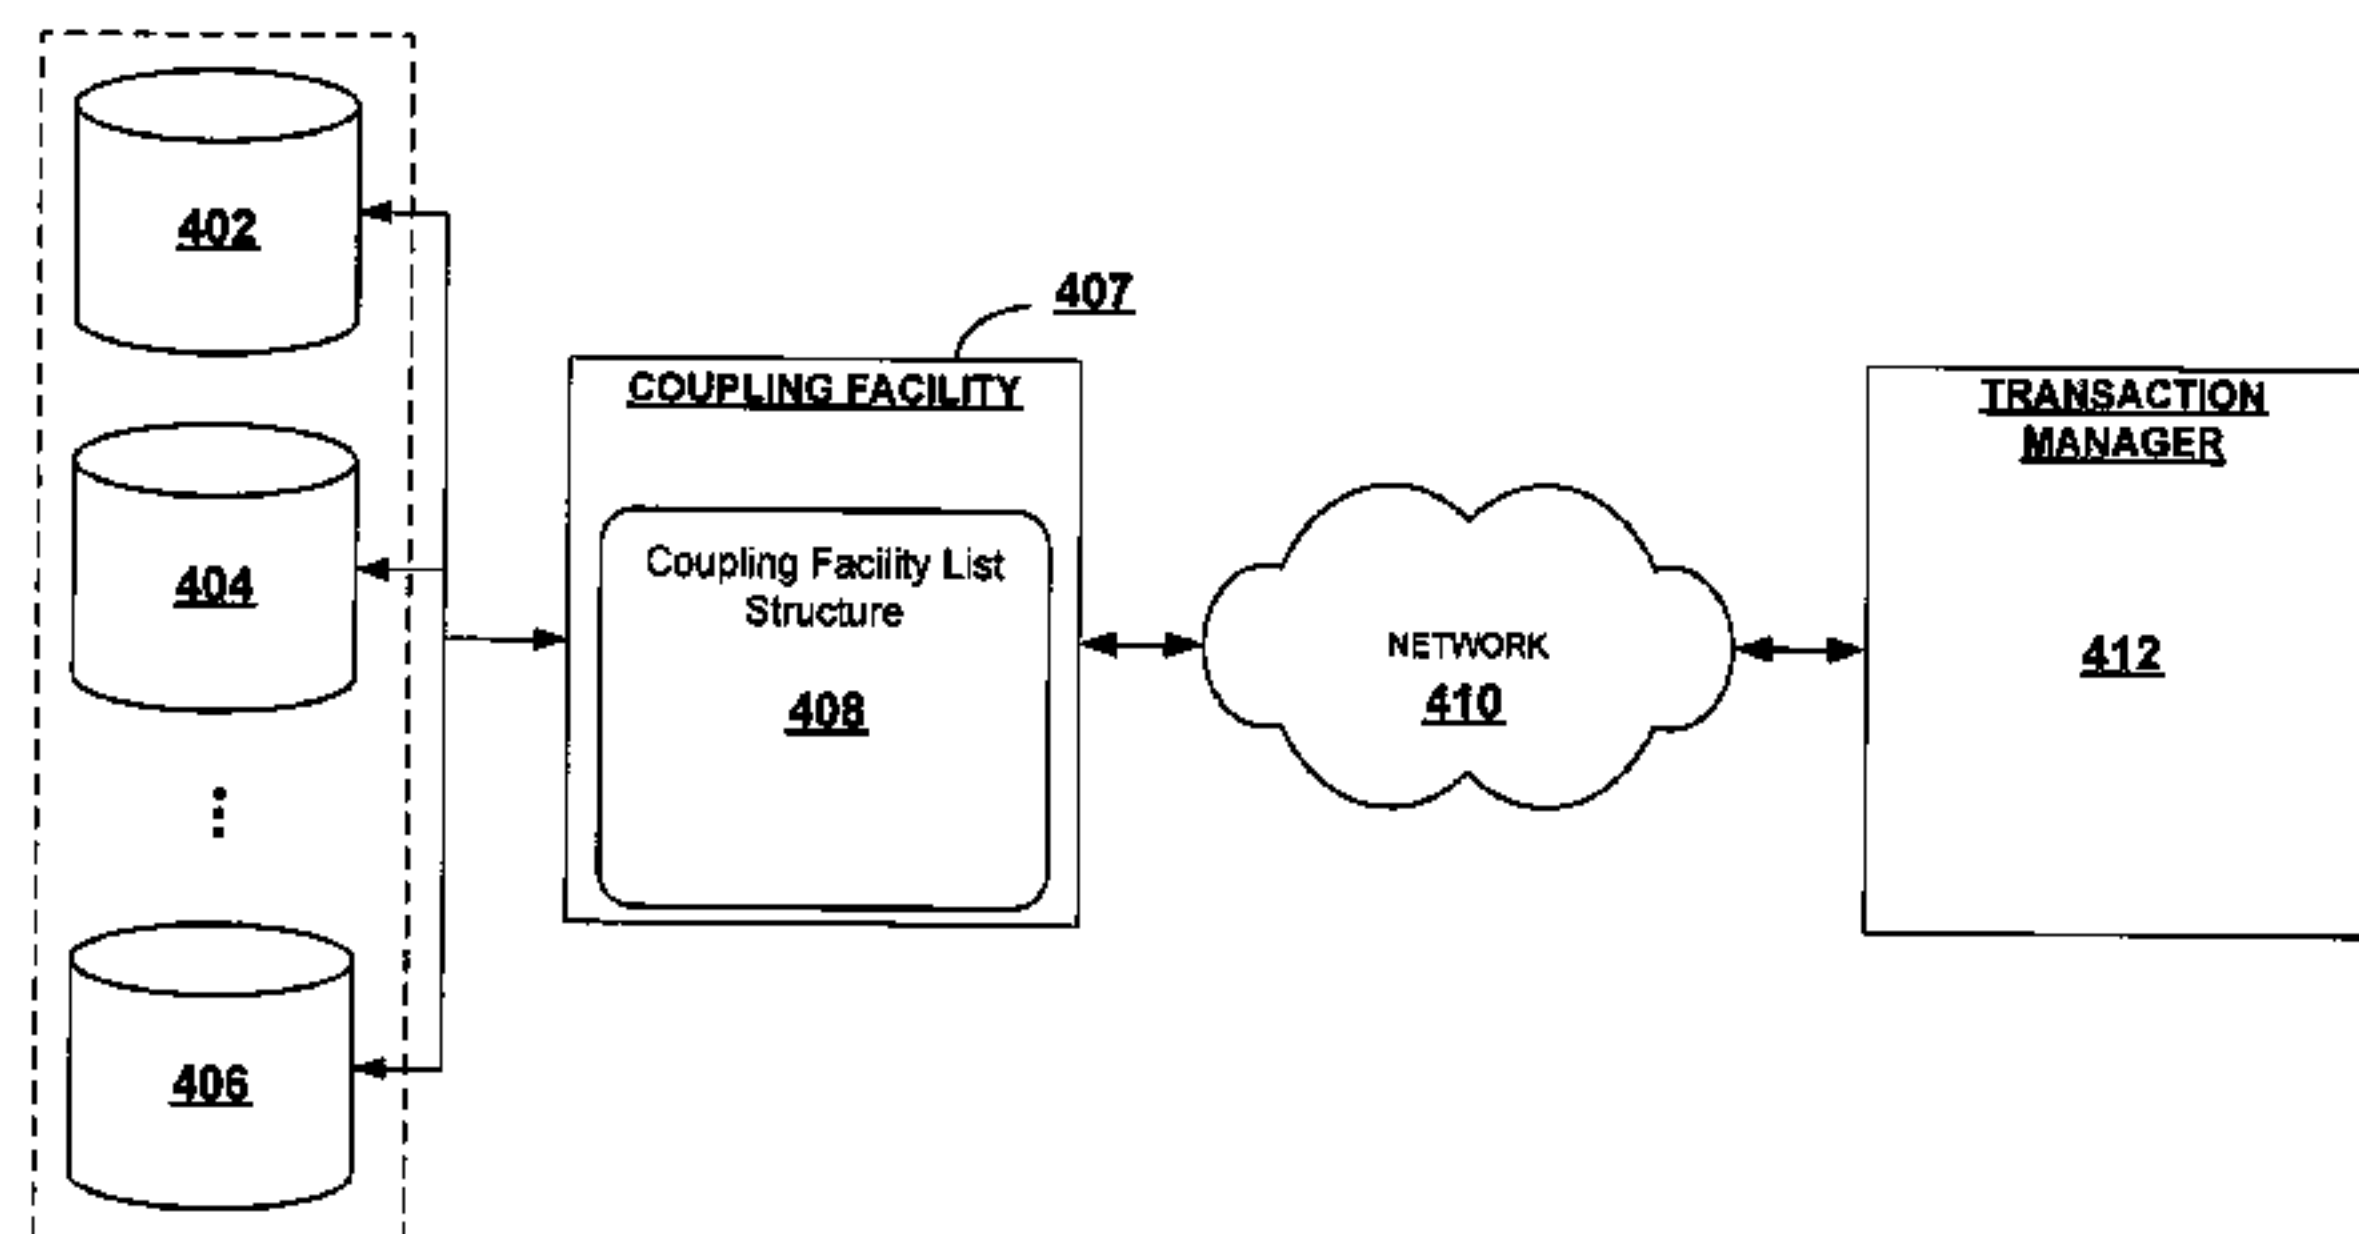 402
407
COUPLING FACILITY
TRANSACTION
MANAGER
Coupling Facility List
Structure
404
NETWORK
412
408
410
406